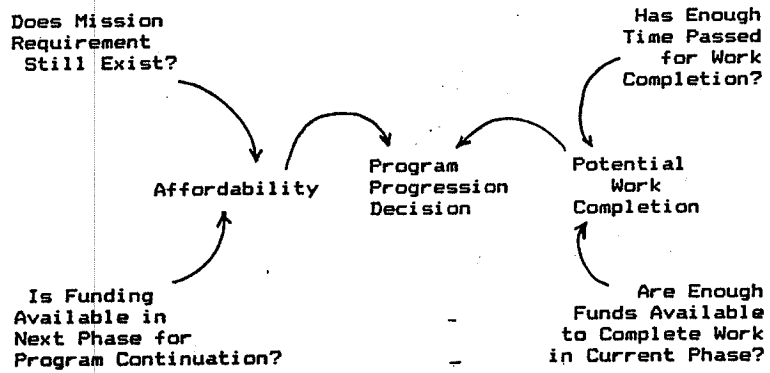 Does Mission
Requirement
Still Exist?
Has Enough
Time Passed
for Work
Completion?
Affordability
Program
Progression
Decision
Potential
Work
Completion
Is Funding
Available in
Next Phase for
Program Continuation?
Are Enough
Funds Available
to Complete Work
in Current Phase?